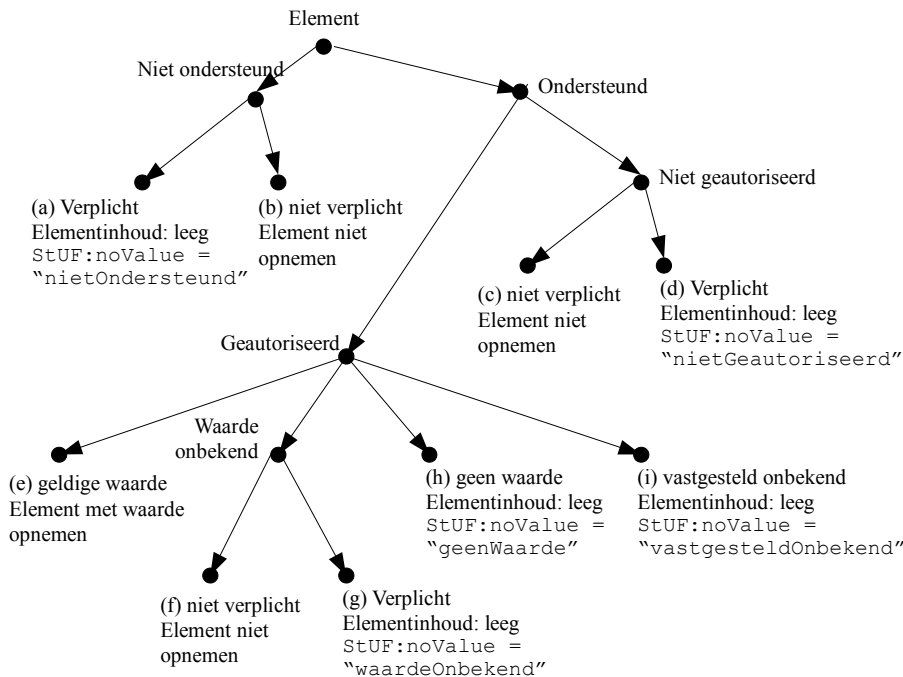 Element
Niet ondersteund
Ondersteund
Niet geautoriseerd
(a) Verplicht
Elementinhoud: leeg
StUF:noValue =
“nietOndersteund”
(b) niet verplicht
Element niet
opnemen
(c) niet verplicht
Element niet
opnemen
(d) Verplicht
Elementinhoud: leeg
StUF:noValue =
“nietGeautoriseerd”
Geautoriseerd
Waarde
onbekend
(e) geldige waarde
Element met waarde
opnemen
(h) geen waarde
Elementinhoud: leeg
StUF:noValue =
“geenWaarde”
(i) vastgesteld onbekend
Elementinhoud: leeg
StUF:noValue =
“vastgesteldOnbekend”
(f) niet verplicht
Element niet
opnemen
(g) Verplicht
Elementinhoud: leeg
StUF:noValue =
“waardeOnbekend”